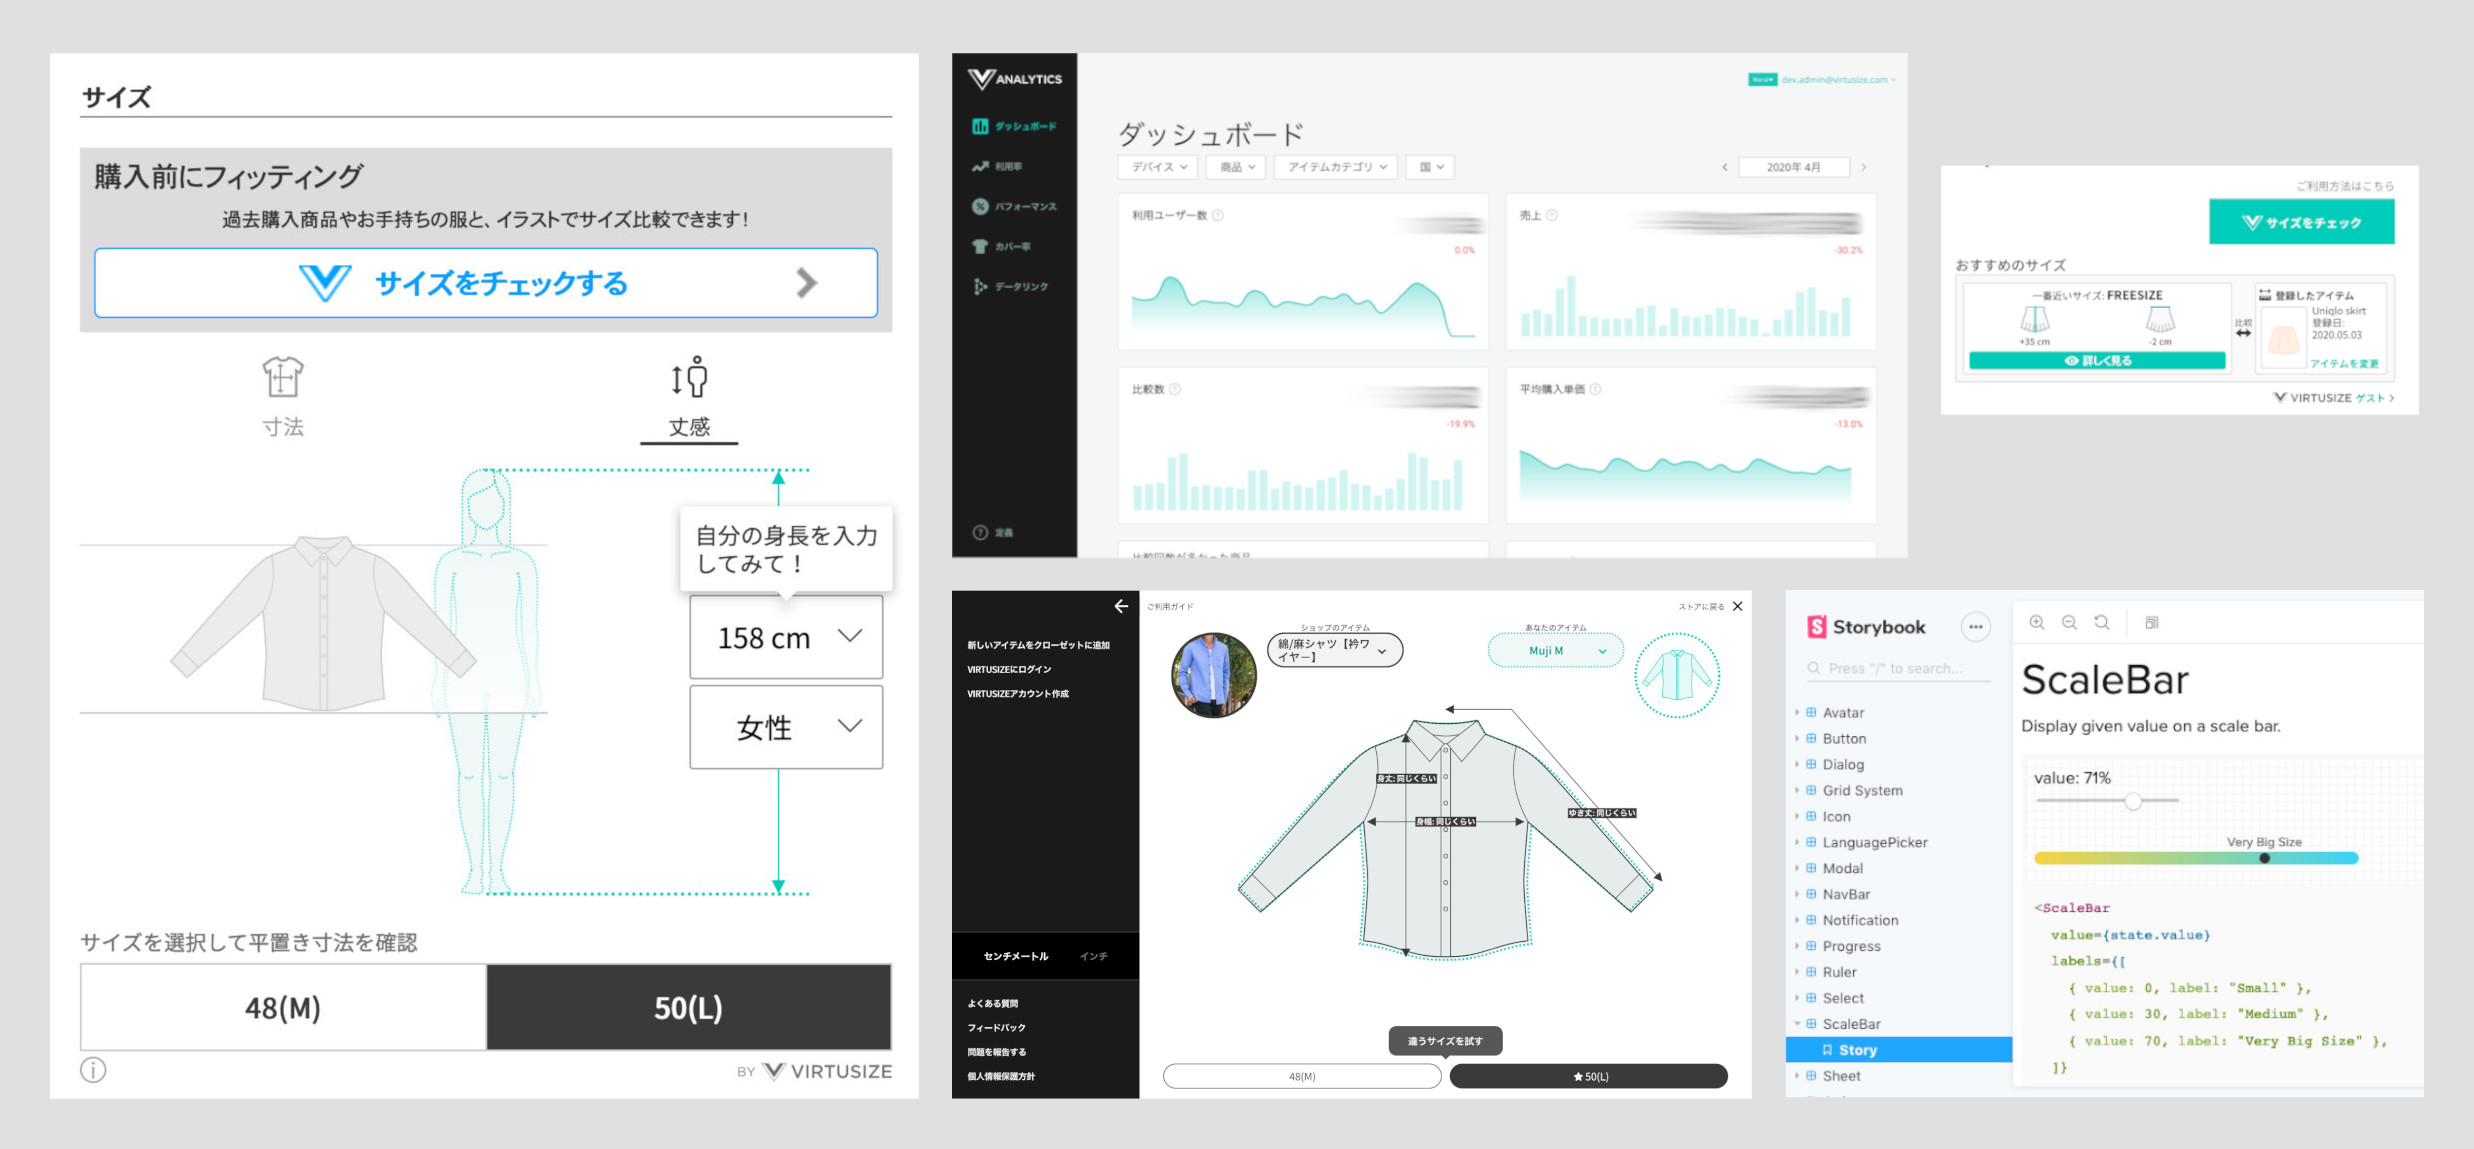 サイズ
購入前にフィッティング
過去購入商品やお手持ちの服と、イラストでサイズ比較できます!
サイズをチェックする
寸法
丈感
自分の身長を入力
してみて!
158 cm
女性
サイズを選択して平置き寸法を確認
48(M)
50(L)
BY VIRTUSIZE
ANALYTICS
ダッシュボード
利用率
パフォーマンス
カバー率
データリンク
定義
dev.admin@virtusize.com
ダッシュボード
デバイス
商品
アイテムカテゴリ
国
2020年 4月
利用ユーザー数
0.0%
売上
-30.2%
比較数
-19.9%
平均購入単価
-13.0%
ご利用方法はこちら
サイズをチェック
おすすめのサイズ
一番近いサイズ: FREESIZE
+35 cm
-2 cm
詳しく見る
比較
登録したアイテム
Uniqlo skirt
登録日:
2020.05.03
アイテムを変更
VIRTUSIZE ゲスト
新しいアイテムをクローゼットに追加
VIRTUSIZEにログイン
VIRTUSIZEアカウント作成
センチメートル
インチ
よくある質問
フィードバック
問題を報告する
個人情報保護方針
ご利用ガイド
ストアに戻る
ショップのアイテム
綿/麻シャツ【衿ワ
イヤー】
あなたのアイテム
Muji M
身丈: 同じくらい
身幅: 同じくらい
ゆき丈: 同じくらい
違うサイズを試す
48(M)
★ 50(L)
Storybook
Press "/" to search...
Avatar
Button
Dialog
Grid System
Icon
LanguagePicker
Modal
NavBar
Notification
Progress
Ruler
Select
ScaleBar
Story
Sheet
ScaleBar
Display given value on a scale bar.
value: 71%
Very Big Size
<ScaleBar
value={state.value}
labels={[
{ value: 0, label: "Small" },
{ value: 30, label: "Medium" },
{ value: 70, label: "Very Big Size" },
]}